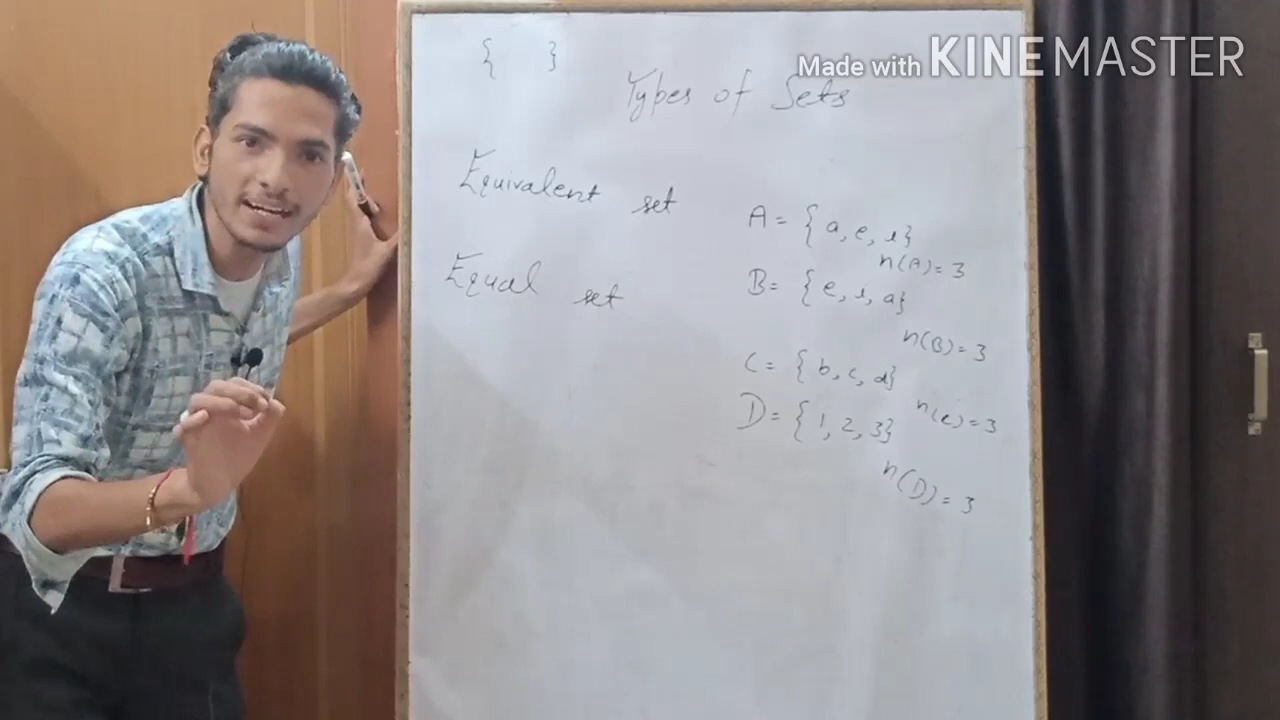 { }
Made with KINEMASTER
Types of Sets
Equivalent set
A = { a, e, i}
n(A) = 3
Equal set
B = { e, i, a}
n(B) = 3
C = { b, c, d}
n(c) = 3
D = { 1, 2, 3}
n(D) = 3